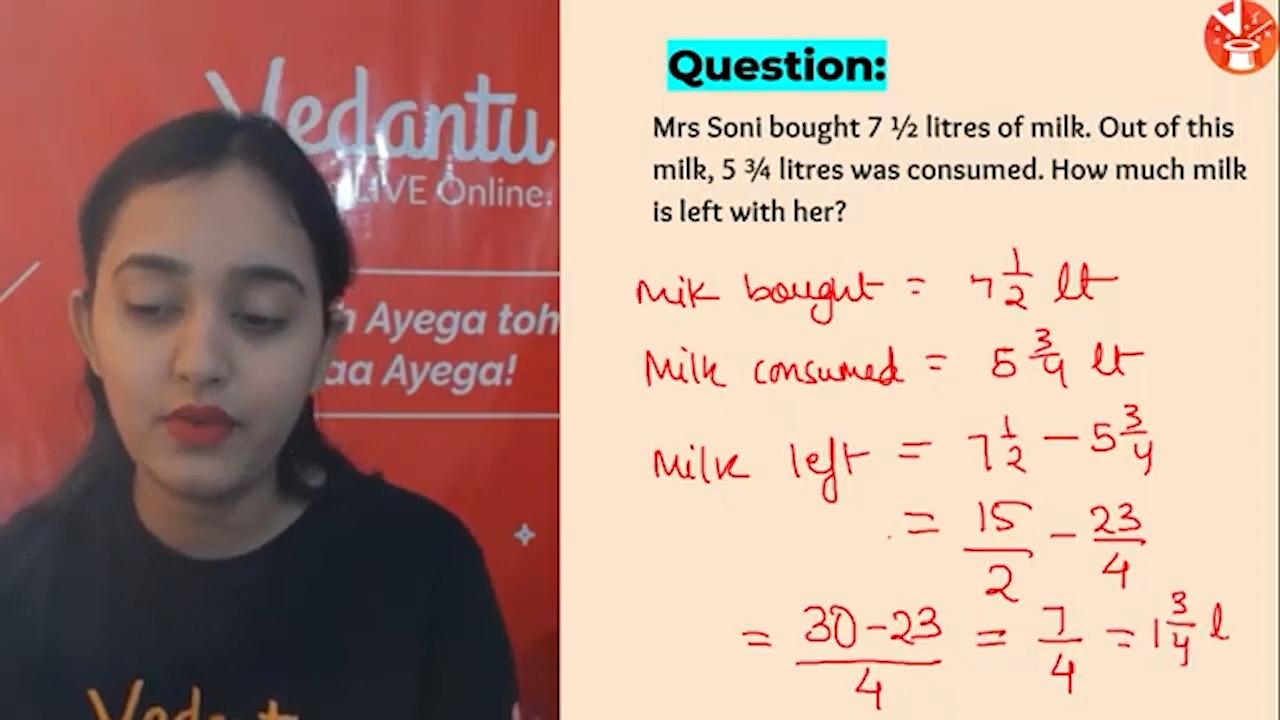 Vedantu
LIVE Online.
h Ayega toh
aa Ayega!
Question:
Mrs Soni bought 7 ½ litres of milk. Out of this
milk, 5 ¾ litres was consumed. How much milk
is left with her?
Milk bought = 7 1/2 lt
Milk consumed = 5 3/4 lt
Milk left = 7 1/2 - 5 3/4
= 15/2 - 23/4
= 30-23/4 = 7/4 = 1 3/4 l